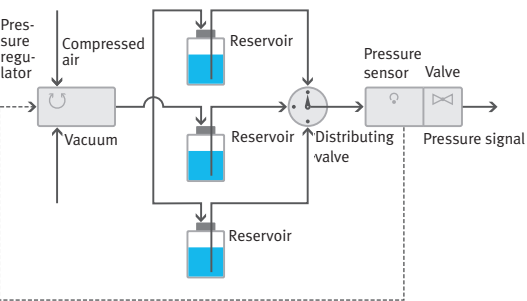 Pres-
sure
regu-
lator
Compressed
air
Vacuum
Reservoir
Reservoir
Reservoir
Distributing
valve
Pressure
sensor
Valve
Pressure signal